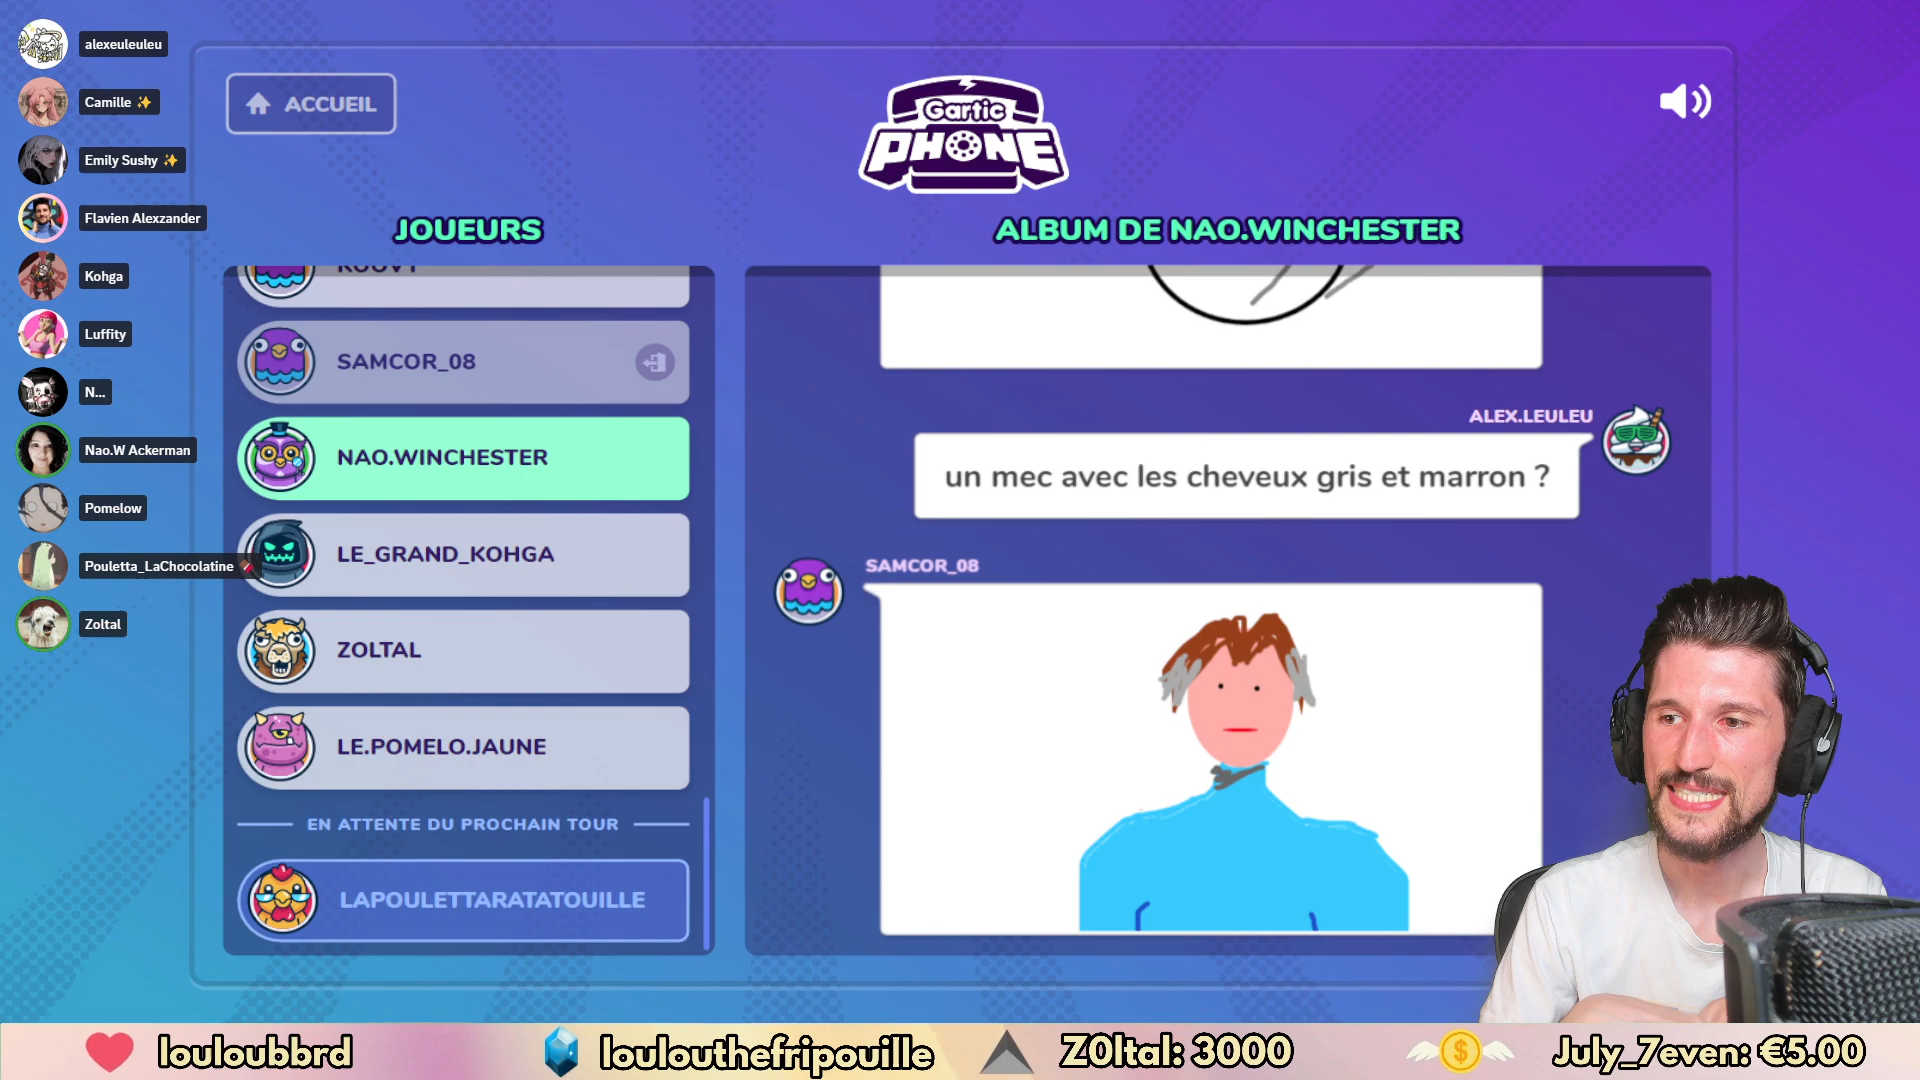 alexeuleuleu
Camille ✨
Emily Sushy ✨
Flavien Alexzander
Kohga
Luffity
N...
Nao.W Ackerman
Pomelow
Pouletta_LaChocolatine
Zoltal
ACCUEIL
Gartic
PHONE
JOUEURS
SAMCOR_08
NAO.WINCHESTER
LE_GRAND_KOHGA
ZOLTAL
LE.POMELO.JAUNE
EN ATTENTE DU PROCHAIN TOUR
LAPOULETTARATATOUILLE
ALBUM DE NAO.WINCHESTER
ALEX.LEULEU
un mec avec les cheveux gris et marron ?
SAMCOR_08
louloubbrd
loulouthefripouille
Z0ltal: 3000
July_7even: €5.00